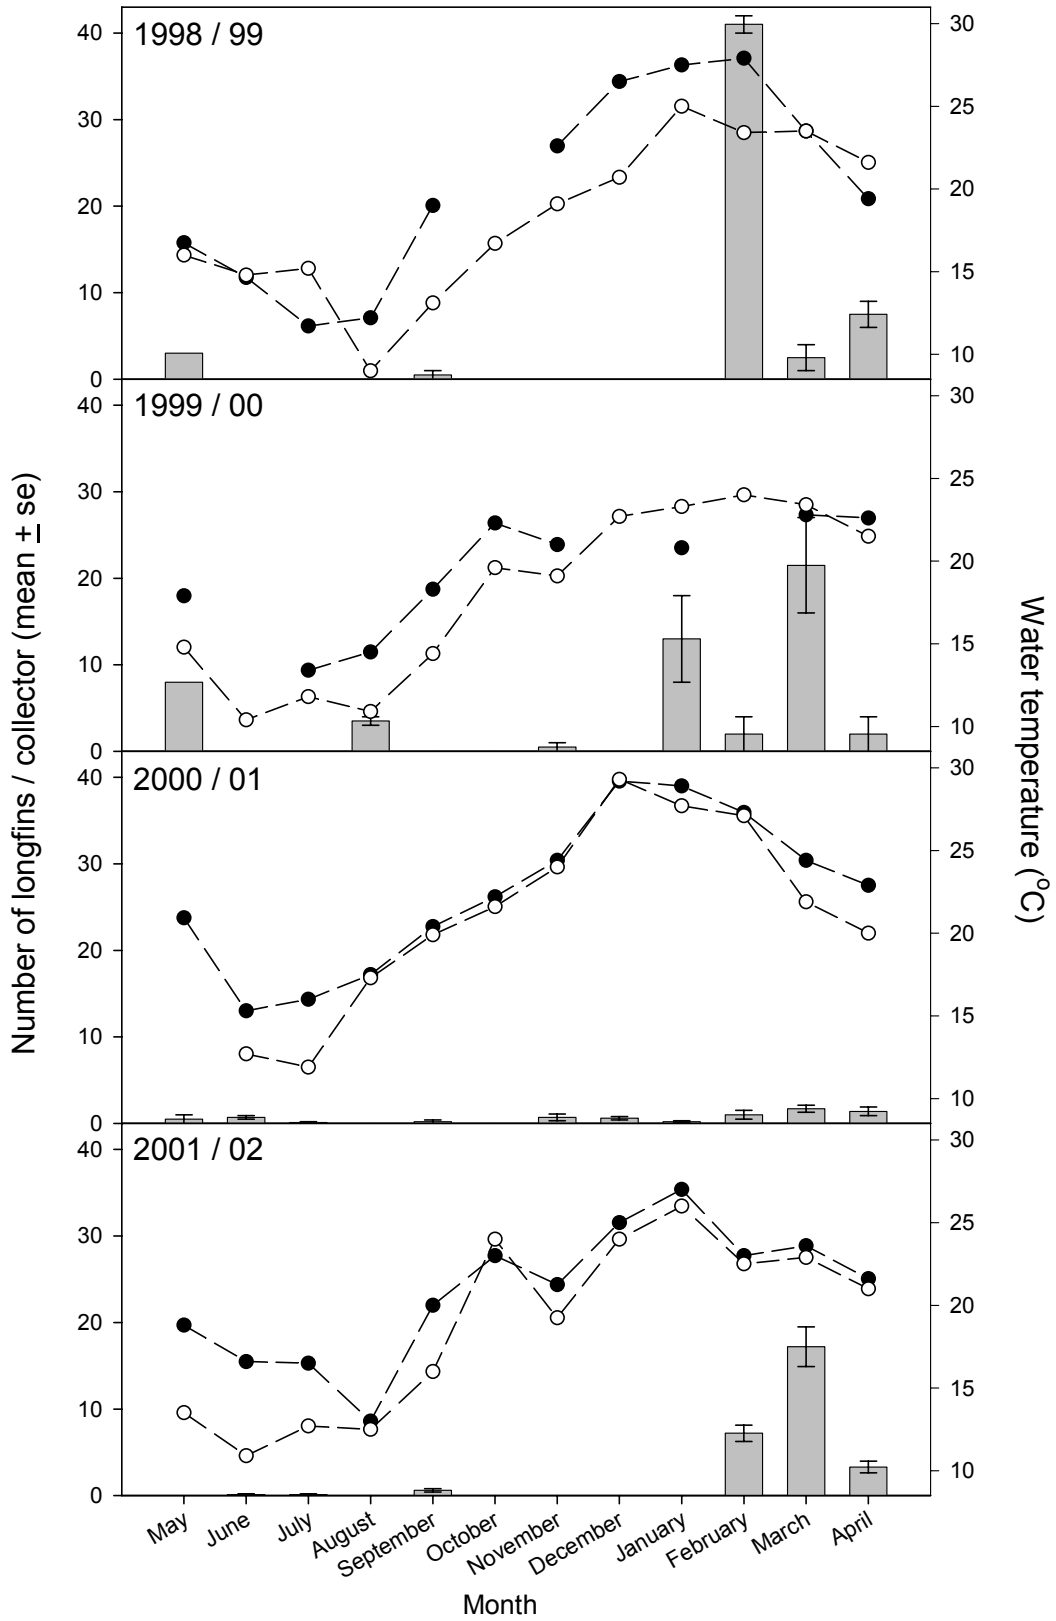 1998 / 99
40
30
20
10
0
30
25
20
15
10
1999 / 00
40
30
20
10
0
30
25
20
15
10
2000 / 01
40
30
20
10
0
30
25
20
15
10
2001 / 02
40
30
20
10
0
30
25
20
15
10
Number of longfins / collector (mean ± se)
Water temperature (°C)
May
June
July
August
September
October
November
December
January
February
March
April
Month